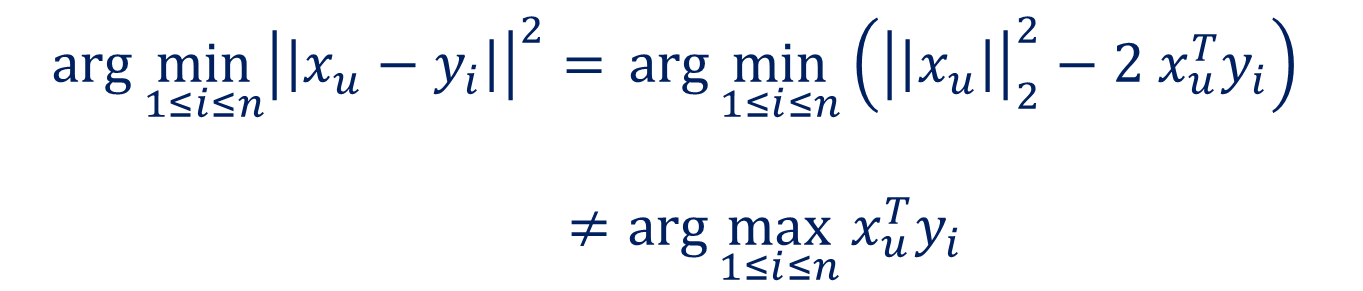 arg min_{1≤i≤n} ||x_u − y_i||^2 = arg min_{1≤i≤n} (||x_u||_2^2 − 2 x_u^T y_i)
≠ arg max_{1≤i≤n} x_u^T y_i